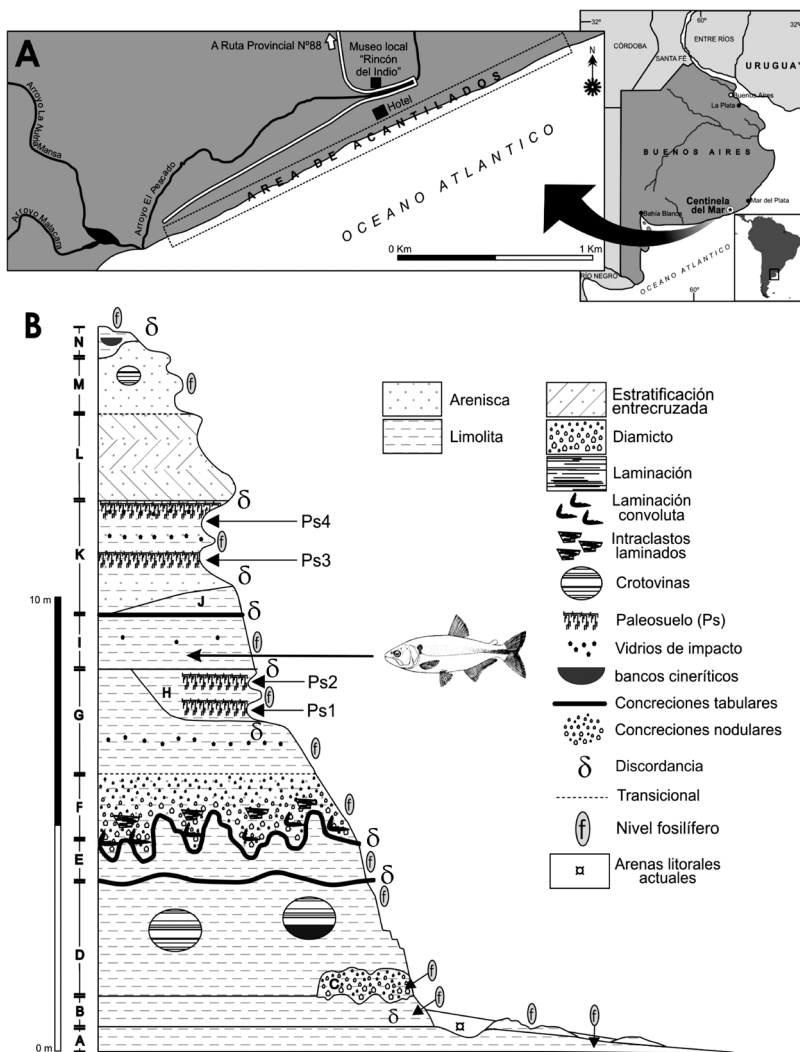 A
A Ruta Provincial Nº88
Museo local
"Rincón
del Indio"
Hotel
N
Arroyo La Nutria
Mansa
Arroyo El Pescado
Arroyo Malacara
AREA DE ACANTILADOS
OCEANO ATLANTICO
0 Km
1 Km
32º
60º
32º
CÓRDOBA
SANTA FÉ
ENTRE RÍOS
URUGUAY
Buenos Aires
La Plata
BUENOS AIRES
Centinela
del Mar
Mar del Plata
Bahía Blanca
RÍO NEGRO
OCEANO ATLANTICO
60º
B
N
f
δ
M
f
L
δ
Ps4
K
f
Ps3
δ
J
δ
I
f
δ
Ps2
H
f
Ps1
G
δ
f
F
f
δ
E
f
δ
f
D
C
f
B
f
δ
f
f
A
10 m
0 m
Arenisca
Limolita
Estratificación
entrecruzada
Diamicto
Laminación
Laminación
convoluta
Intraclastos
laminados
Crotovinas
Paleosuelo (Ps)
Vidrios de impacto
bancos cineríticos
Concreciones tabulares
Concreciones nodulares
δ Discordancia
Transicional
f Nivel fosilífero
¤ Arenas litorales
actuales